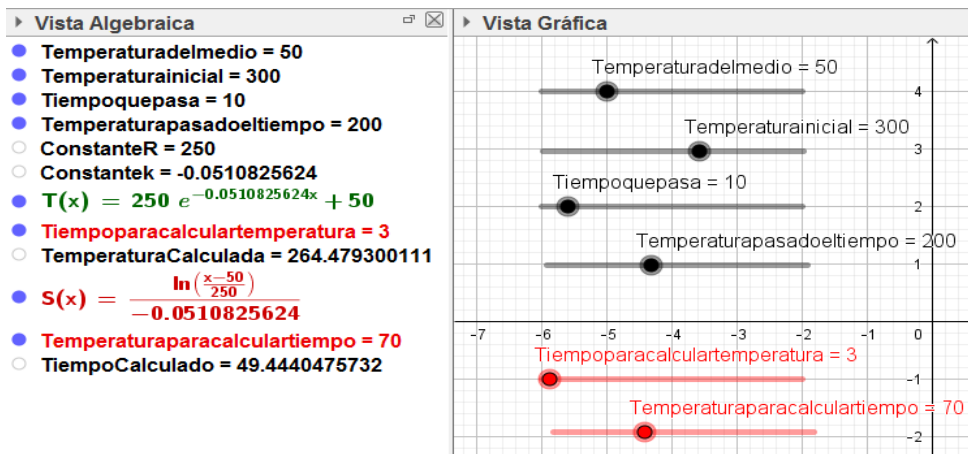 Vista Algebraica
Temperaturadelmedio = 50
Temperaturainicial = 300
Tiempoquepasa = 10
Temperaturapasadoeltiempo = 200
ConstanteR = 250
Constantek = -0.0510825624
T(x) = 250 e^{-0.0510825624x} + 50
Tiempoparacalculartemperatura = 3
TemperaturaCalculada = 264.479300111
S(x) = ln((x-50)/250) / -0.0510825624
Temperaturaparacalculartiempo = 70
TiempoCalculado = 49.4440475732
Vista Gráfica
Temperaturadelmedio = 50
4
Temperaturainicial = 300
3
Tiempoquepasa = 10
2
Temperaturapasadoeltiempo = 200
1
-7 -6 -5 -4 -3 -2 -1 0
Tiempoparacalculartemperatura = 3
-1
Temperaturaparacalculartiempo = 70
-2